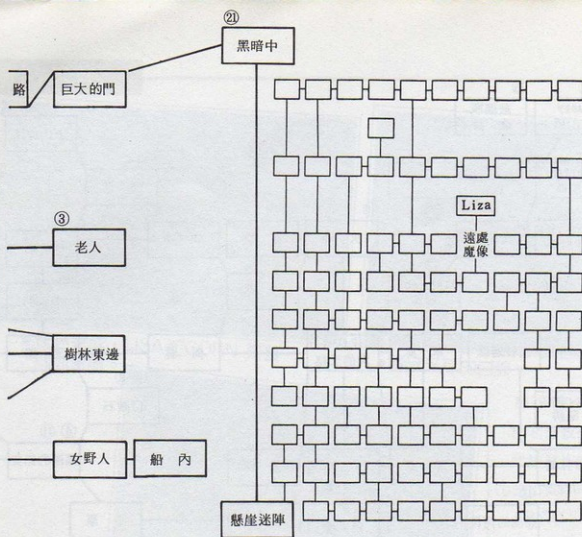 ㉑
黑暗中
路
巨大的門
Liza
③
老人
遠處
魔像
樹林東邊
女野人
船內
懸崖迷陣